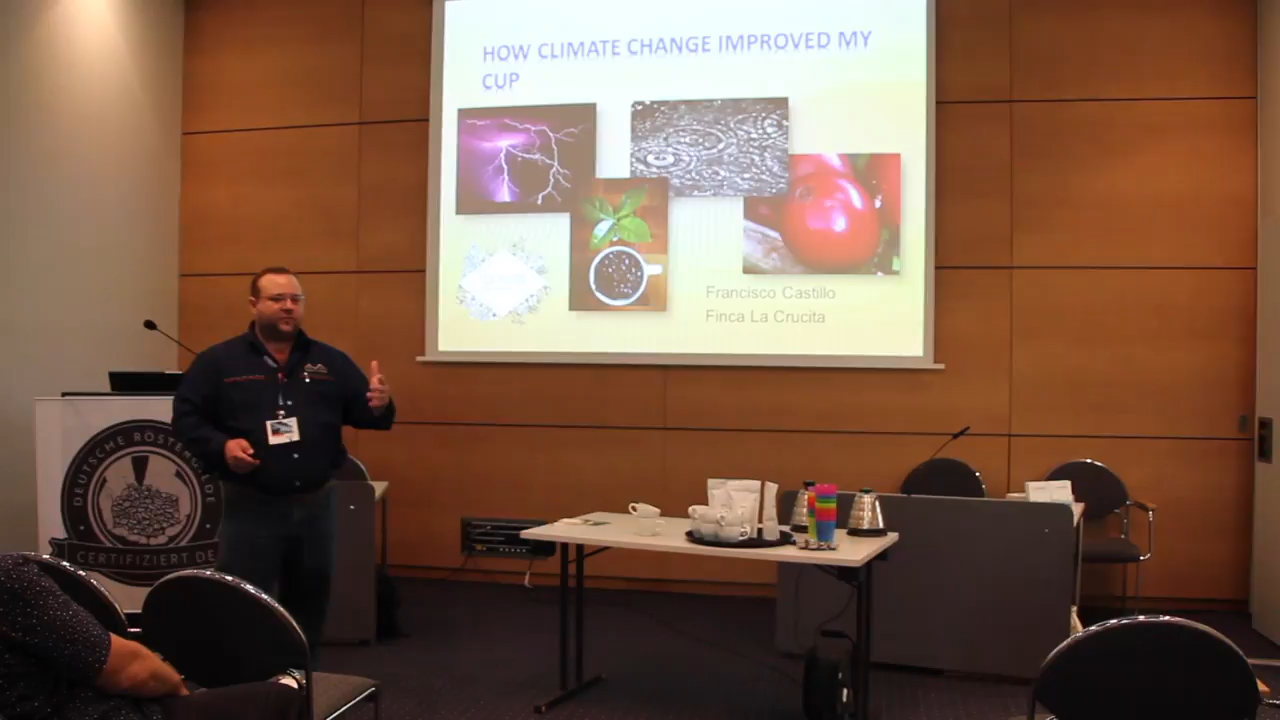 HOW CLIMATE CHANGE IMPROVED MY
CUP
Francisco Castillo
Finca La Crucita
DEUTSCHE RÖSTERGILDE
CERTIFIZIERT DE